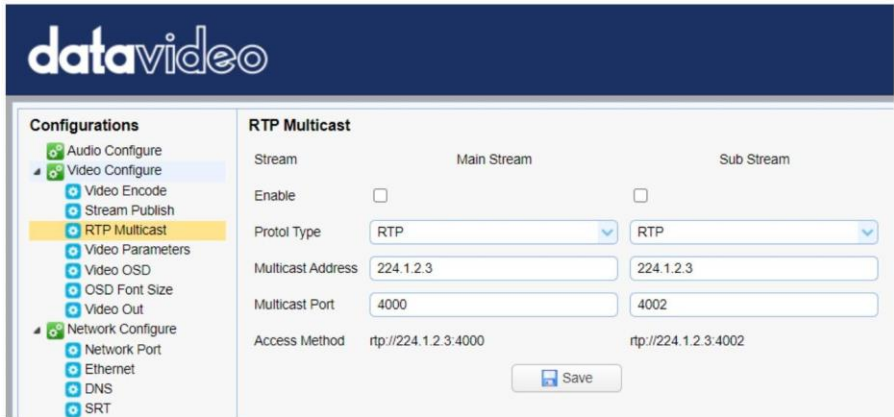 datavideo
Configurations
Audio Configure
Video Configure
Video Encode
Stream Publish
RTP Multicast
Video Parameters
Video OSD
OSD Font Size
Video Out
Network Configure
Network Port
Ethernet
DNS
SRT
RTP Multicast
Stream Main Stream Sub Stream
Enable
Protol Type RTP RTP
Multicast Address 224.1.2.3 224.1.2.3
Multicast Port 4000 4002
Access Method rtp://224.1.2.3:4000 rtp://224.1.2.3:4002
Save